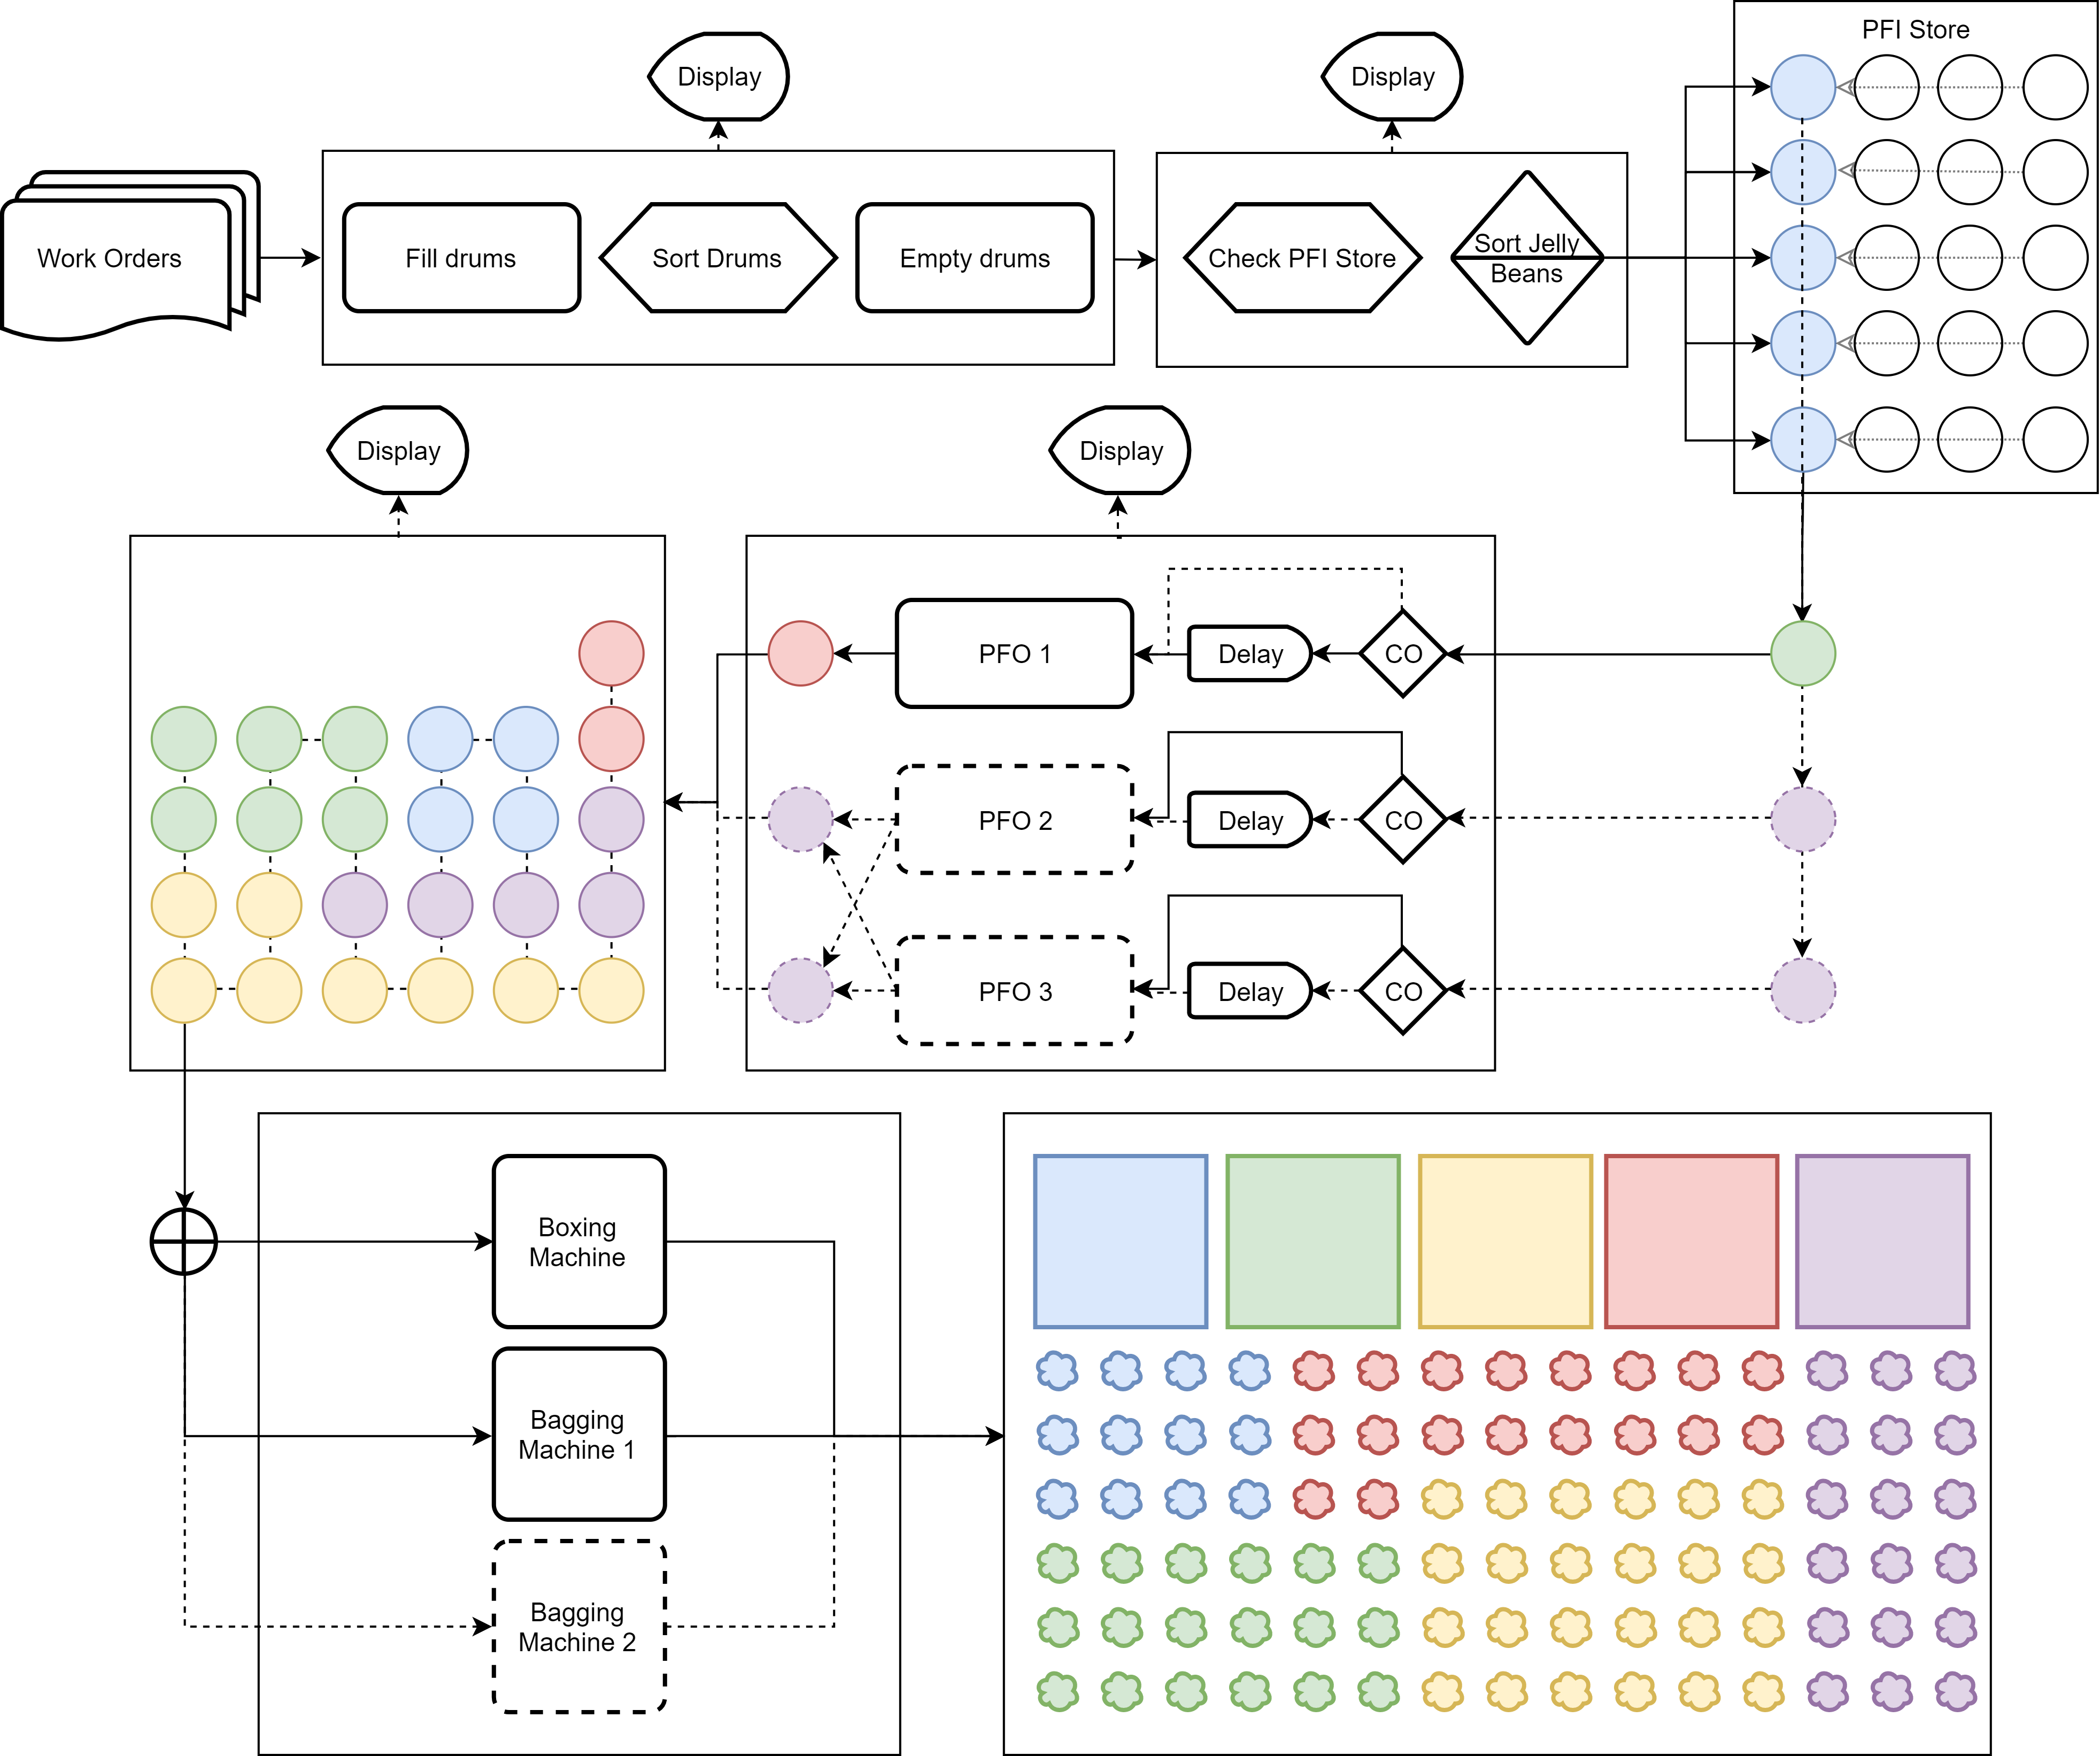 PFI Store
Display
Display
Work Orders
Fill drums
Sort Drums
Empty drums
Check PFI Store
Sort Jelly
Beans
Display
Display
PFO 1
Delay
CO
PFO 2
Delay
CO
PFO 3
Delay
CO
Boxing
Machine
Bagging
Machine 1
Bagging
Machine 2